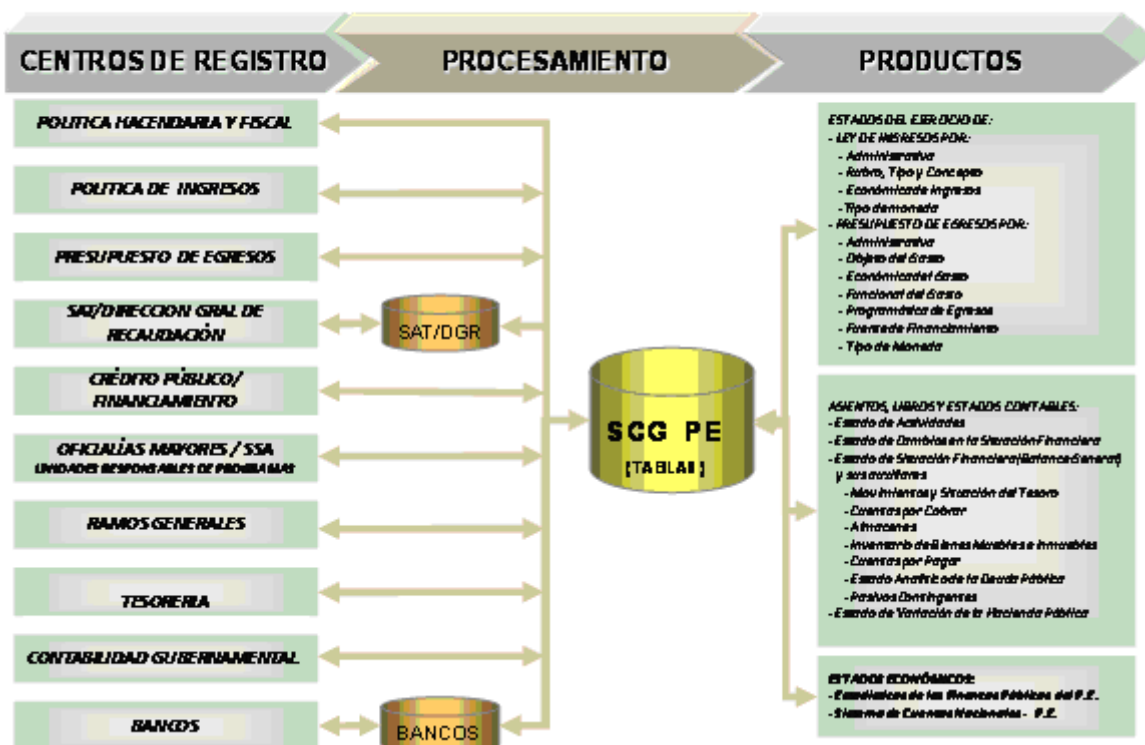 CENTROS DE REGISTRO
PROCESAMIENTO
PRODUCTOS
POLITICA HACENDARIA Y FISCAL
POLITICA DE INGRESOS
PRESUPUESTO DE EGRESOS
SAT/DIRECCION GRAL DE
RECAUDACIÓN
CRÉDITO PÚBLICO/
FINANCIAMIENTO
OFICIALÍAS MAYORES / SSA
UNIDADES RESPONSABLES DE PROGRAMAS
RAMOS GENERALES
TESORERIA
CONTABILIDAD GUBERNAMENTAL
BANCOS
SAT/DGR
BANCOS
SCG PE
(TABLAS)
ESTADOS DEL EJERCICIO DE:
- LEY DE INGRESOS POR:
- Administrativa
- Rubro, Tipo y Concepto
- Económica de Ingresos
- Tipo de moneda
- PRESUPUESTO DE EGRESOS POR:
- Administrativa
- Objeto del Gasto
- Económica del Gasto
- Funcional del Gasto
- Programática de Egresos
- Fuente de Financiamiento
- Tipo de Moneda
ASIENTOS, LIBROS Y ESTADOS CONTABLES:
- Estado de Actividades
- Estado de Cambios en la Situación Financiera
- Estado de Situación Financiera (Balance General)
y sus auxiliares
- Movimientos y Situación del Tesoro
- Cuentas por Cobrar
- Almacenes
- Inventario de Bienes Muebles e Inmuebles
- Cuentas por Pagar
- Estado Analítico de la Deuda Pública
- Pasivos Contingentes
- Estado de Variación de la Hacienda Pública
ESTADOS ECONÓMICOS:
- Estadísticas de las Finanzas Públicas del P.E.
- Sistema de Cuentas Nacionales - P.E.